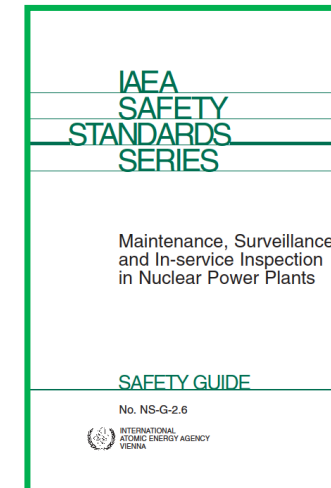 IAEA
SAFETY
STANDARDS
SERIES
Maintenance, Surveillance
and In-service Inspection
in Nuclear Power Plants
SAFETY GUIDE
No. NS-G-2.6
INTERNATIONAL
ATOMIC ENERGY AGENCY
VIENNA